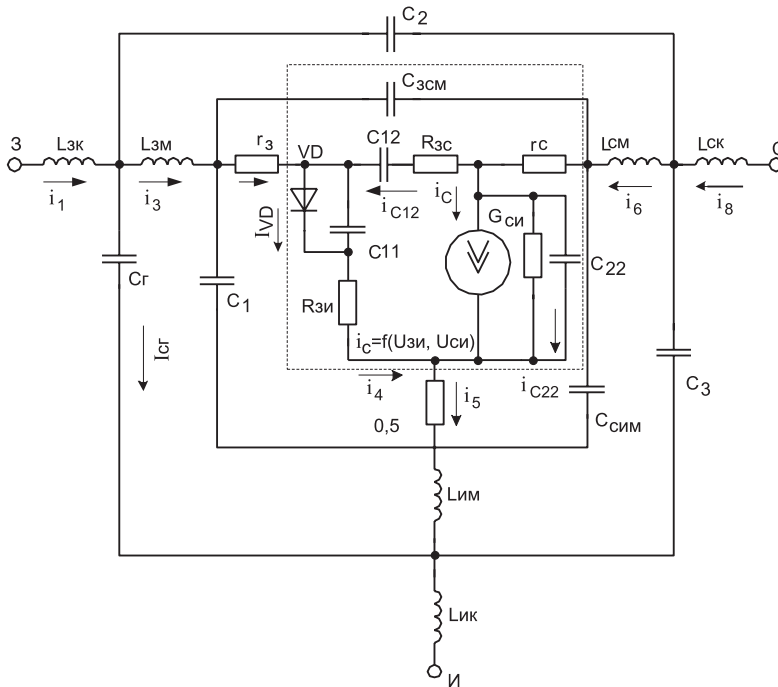 C2
Cзсм
З
Lзк
Lзм
rз
VD
C12
Rзс
rс
Lсм
Lск
С
i1
i3
iC12
iC
i6
i8
IVD
Gси
C11
C22
Cг
C1
Rзи
Iсг
iс=f(Uзи, Uси)
i4
i5
iC22
C3
0,5
Cсим
Lим
Lик
И